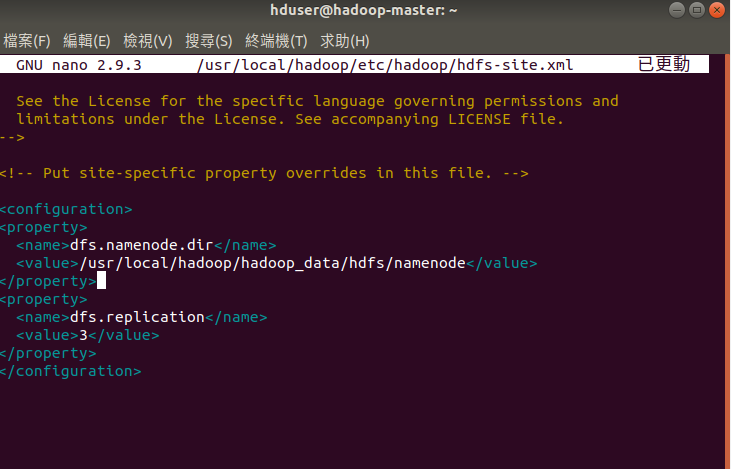 hduser@hadoop-master: ~
檔案(F) 編輯(E) 檢視(V) 搜尋(S) 終端機(T) 求助(H)
GNU nano 2.9.3 /usr/local/hadoop/etc/hadoop/hdfs-site.xml 已更動
See the License for the specific language governing permissions and
limitations under the License. See accompanying LICENSE file.
-->
<!-- Put site-specific property overrides in this file. -->
<configuration>
<property>
<name>dfs.namenode.dir</name>
<value>/usr/local/hadoop/hadoop_data/hdfs/namenode</value>
</property>
<property>
<name>dfs.replication</name>
<value>3</value>
</property>
</configuration>